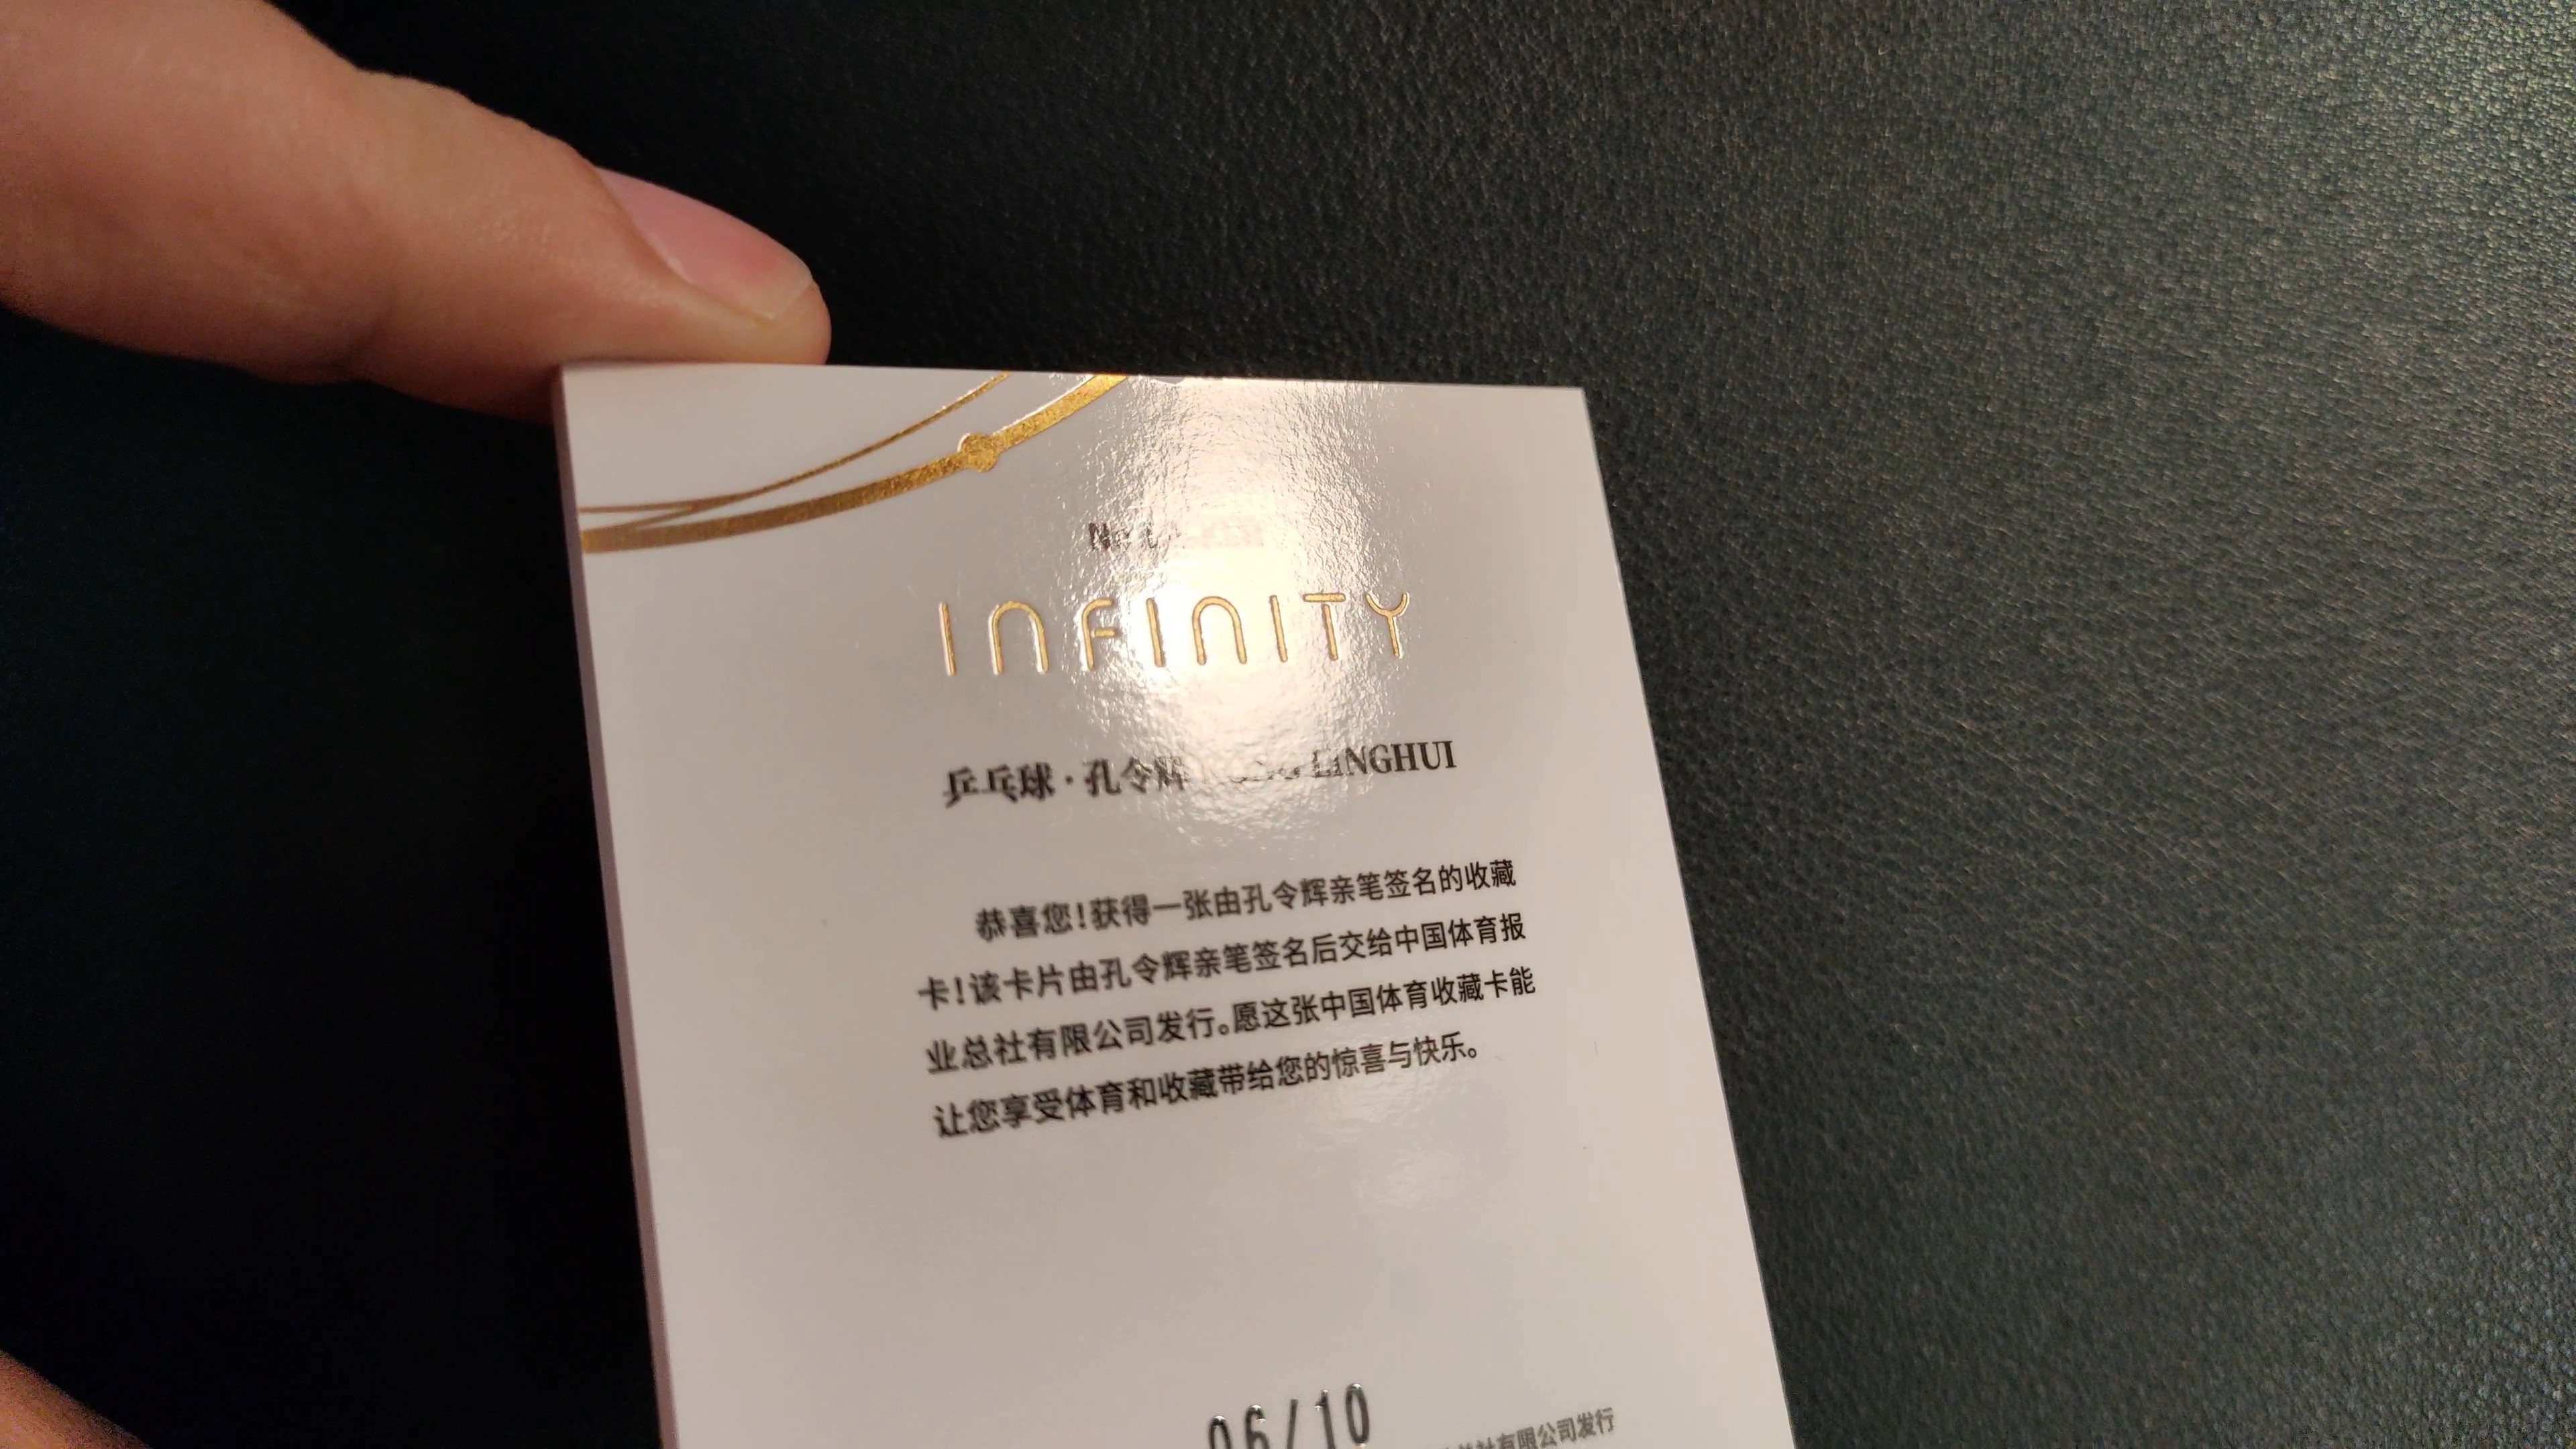 INFINITY
乒乓球·孔令辉 KONG LINGHUI
恭喜您！获得一张由孔令辉亲笔签名的收藏
卡！该卡片由孔令辉亲笔签名后交给中国体育报
业总社有限公司发行。愿这张中国体育收藏卡能
让您享受体育和收藏带给您的惊喜与快乐。
06/10
总社有限公司发行